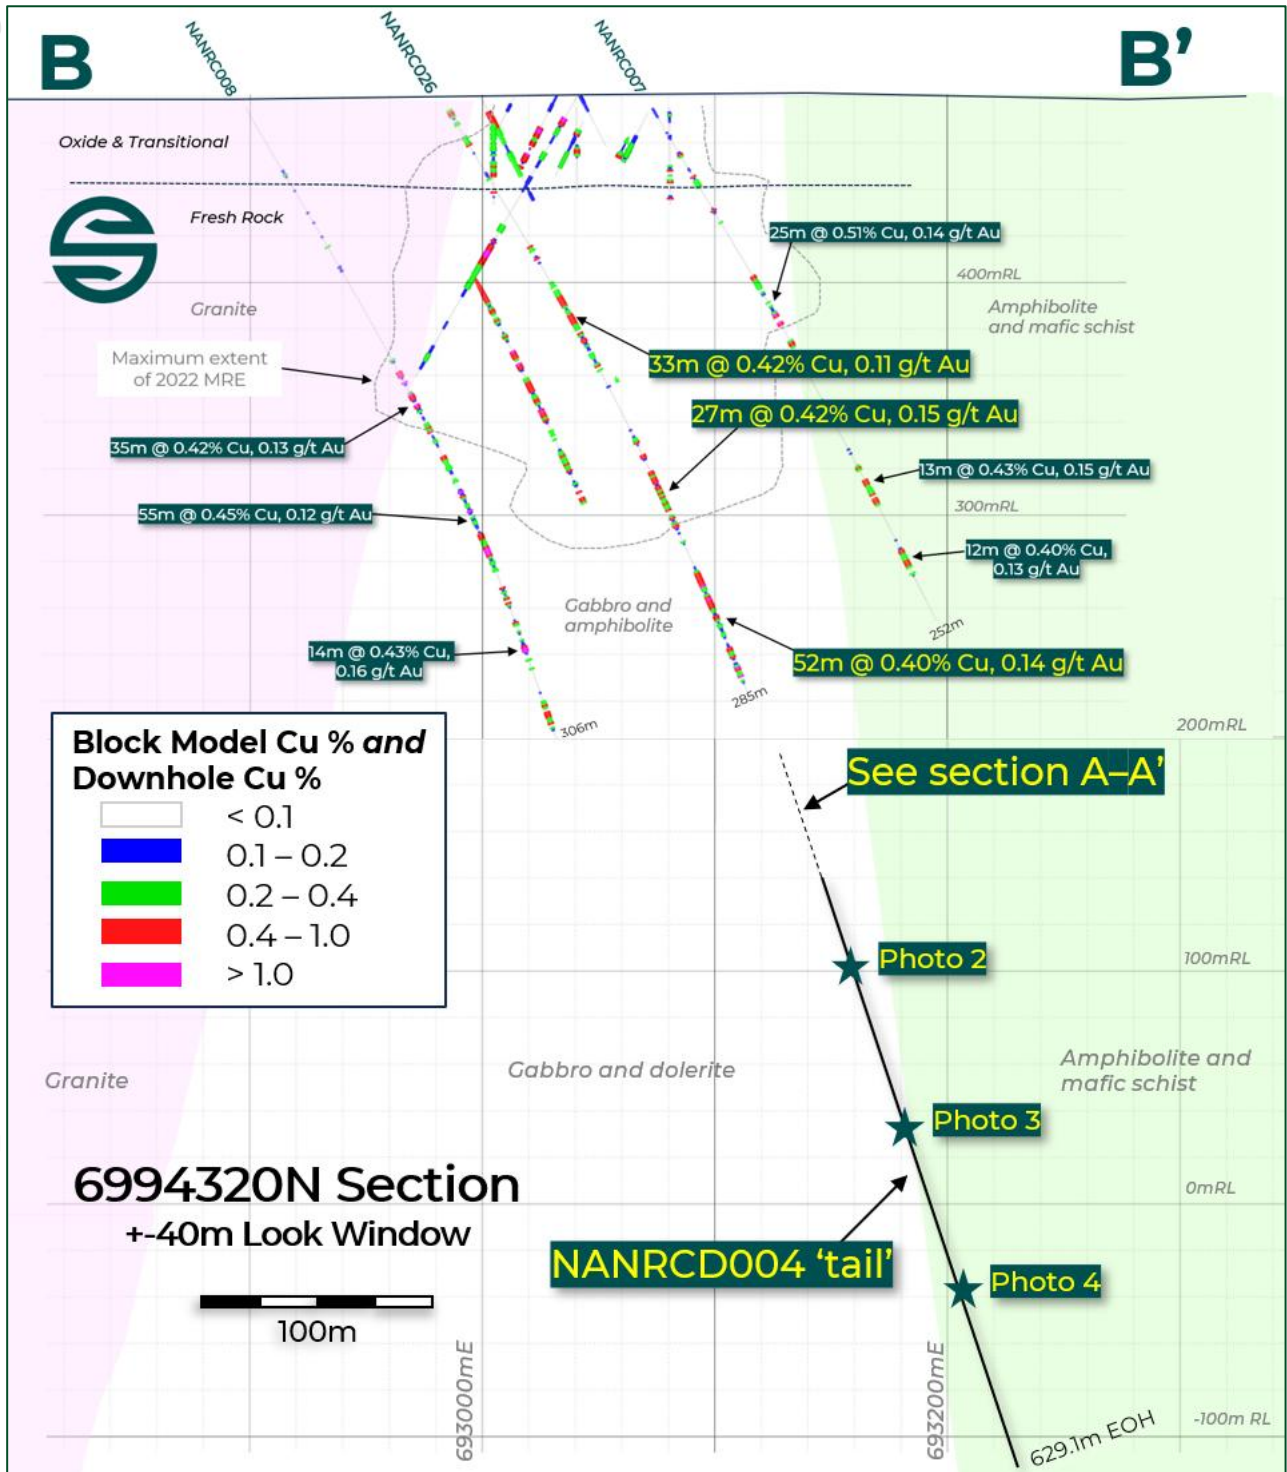 B
B’
NANRC008
NANRC026
NANRC007
Oxide & Transitional
Fresh Rock
25m @ 0.51% Cu, 0.14 g/t Au
400mRL
Granite
Amphibolite
and mafic schist
Maximum extent
of 2022 MRE
33m @ 0.42% Cu, 0.11 g/t Au
27m @ 0.42% Cu, 0.15 g/t Au
35m @ 0.42% Cu, 0.13 g/t Au
13m @ 0.43% Cu, 0.15 g/t Au
55m @ 0.45% Cu, 0.12 g/t Au
300mRL
12m @ 0.40% Cu,
0.13 g/t Au
Gabbro and
amphibolite
252m
14m @ 0.43% Cu,
0.16 g/t Au
52m @ 0.40% Cu, 0.14 g/t Au
285m
306m
200mRL
Block Model Cu % and
Downhole Cu %
< 0.1
0.1 – 0.2
0.2 – 0.4
0.4 – 1.0
> 1.0
See section A–A’
Photo 2
100mRL
Gabbro and dolerite
Amphibolite and
mafic schist
Granite
Photo 3
6994320N Section
+-40m Look Window
0mRL
NANRCD004 ‘tail’
Photo 4
100m
693000mE
693200mE
-100m RL
629.1m EOH